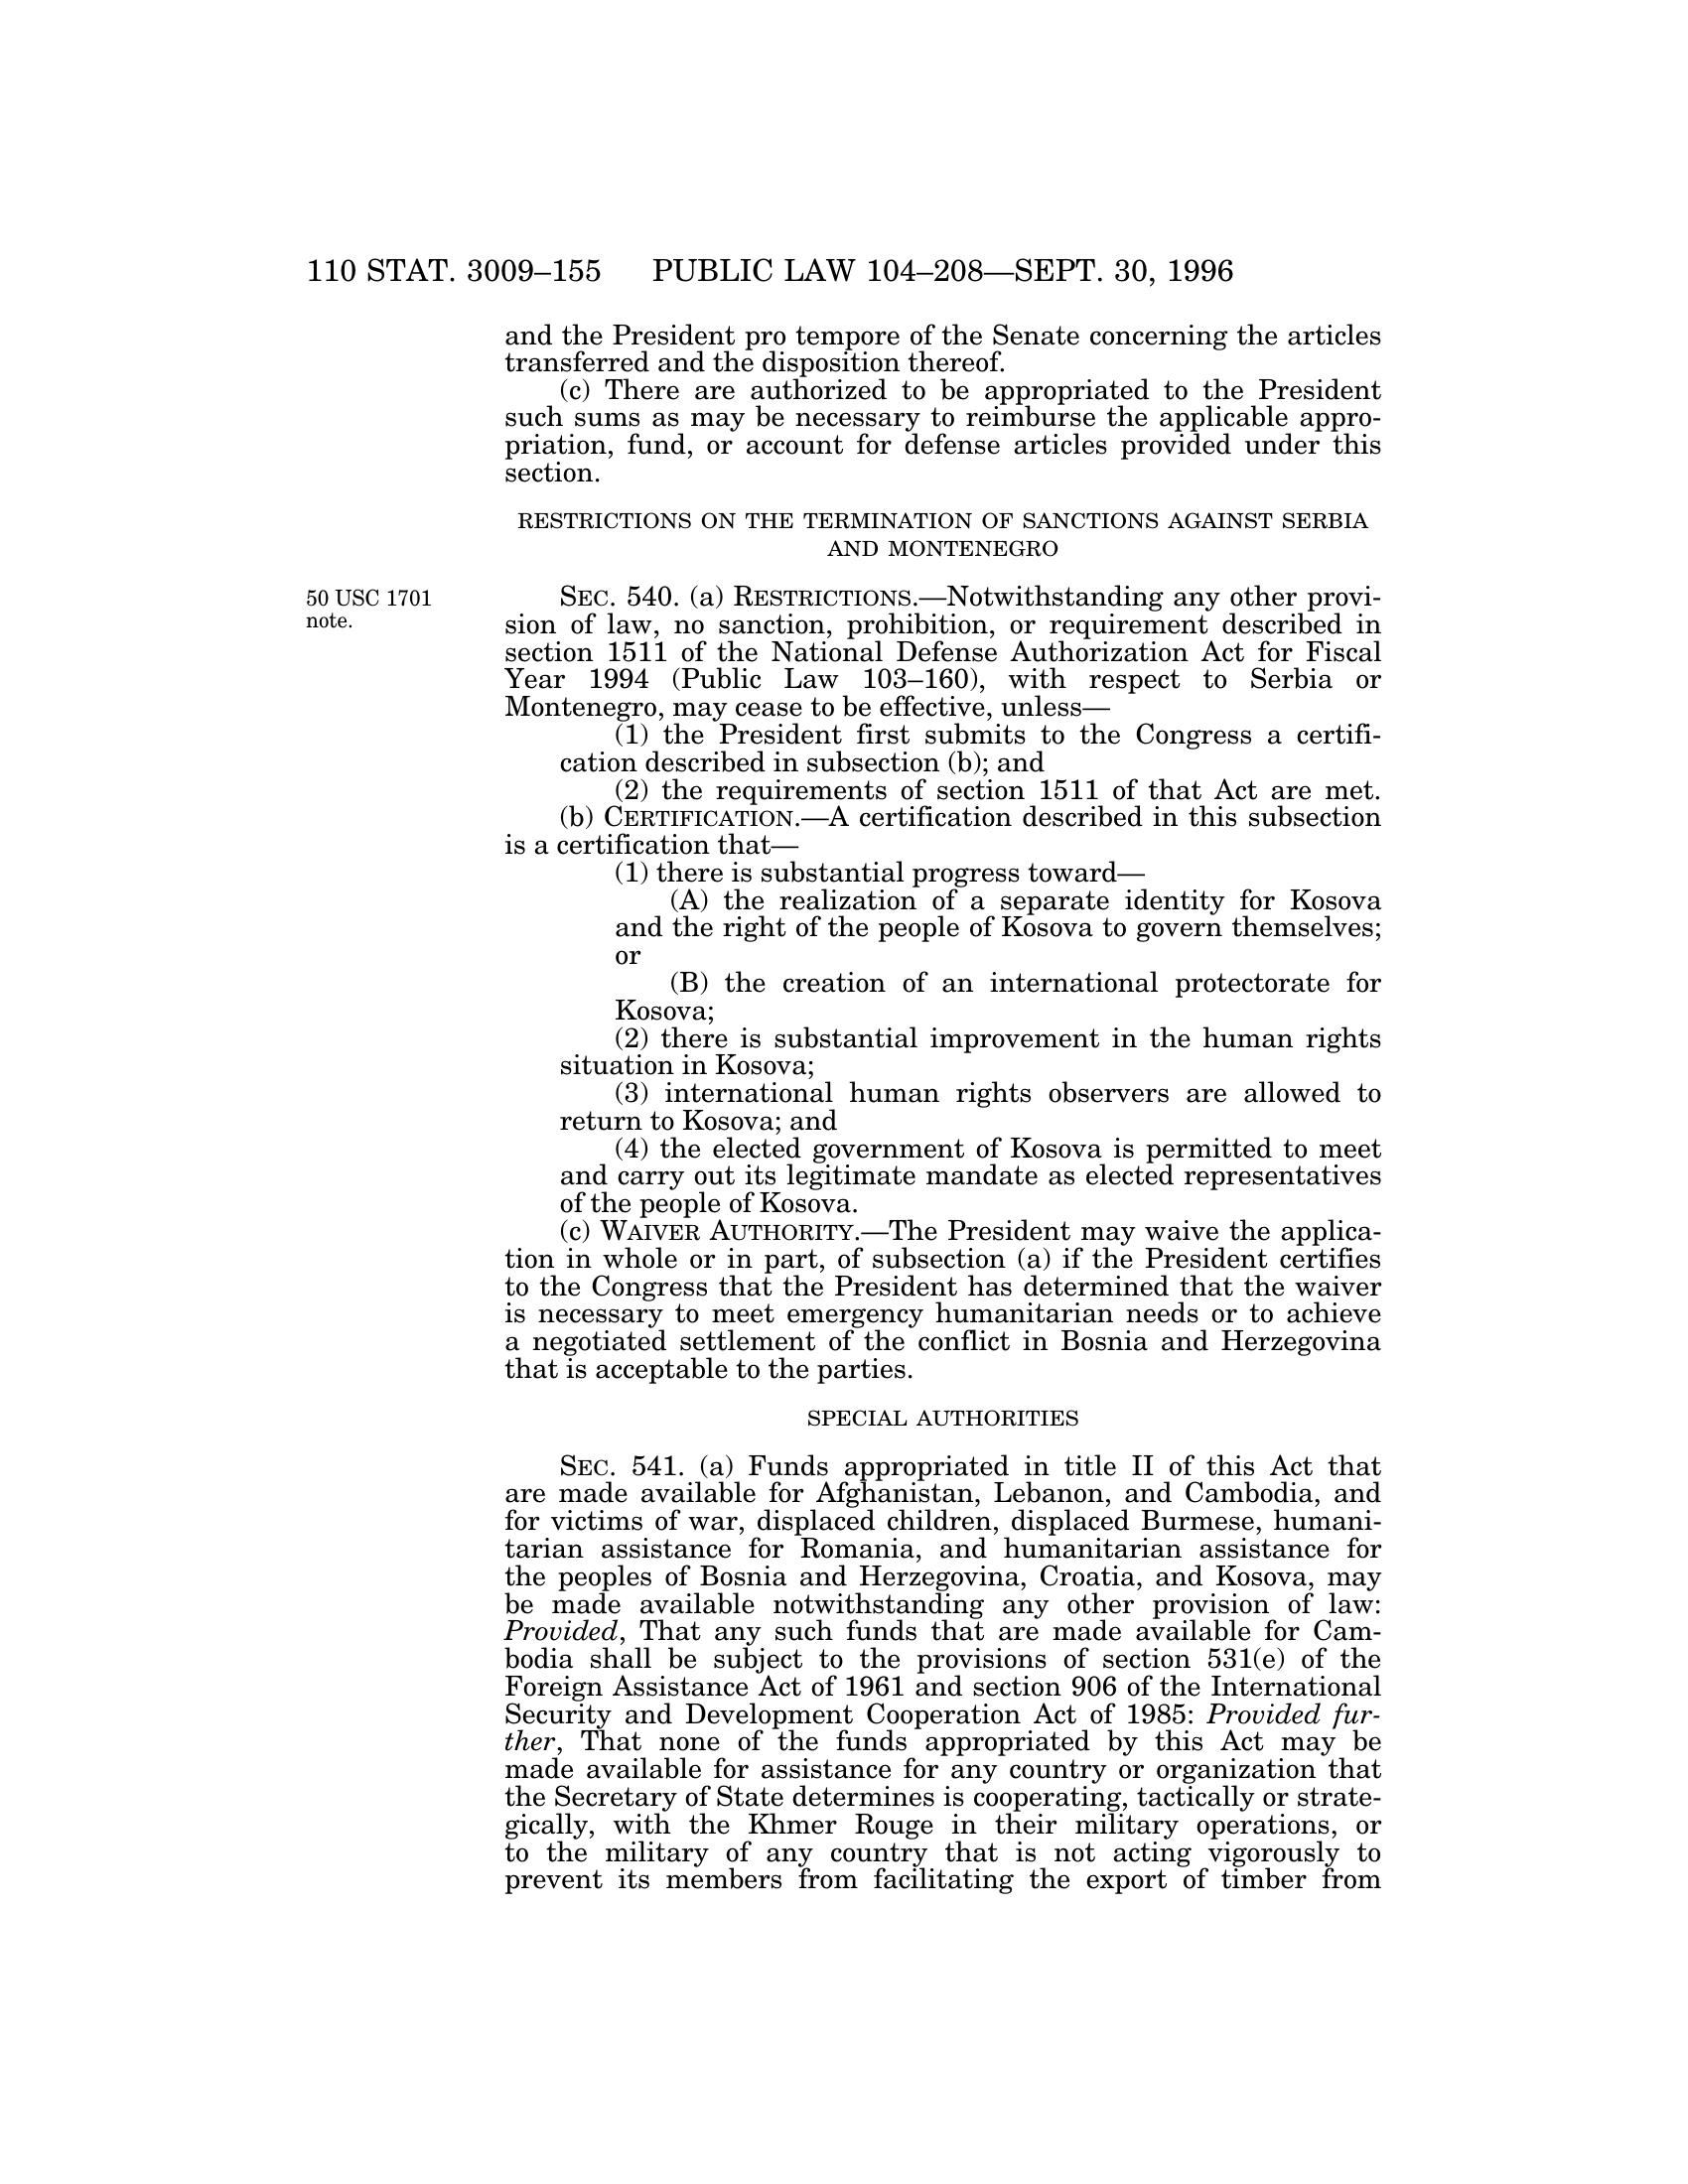 110 STAT. 3009–155 PUBLIC LAW 104–208—SEPT. 30, 1996
and the President pro tempore of the Senate concerning the articles
transferred and the disposition thereof.
(c) There are authorized to be appropriated to the President
such sums as may be necessary to reimburse the applicable appro-
priation, fund, or account for defense articles provided under this
section.
RESTRICTIONS ON THE TERMINATION OF SANCTIONS AGAINST SERBIA
AND MONTENEGRO
50 USC 1701
note.
SEC. 540. (a) RESTRICTIONS.—Notwithstanding any other provi-
sion of law, no sanction, prohibition, or requirement described in
section 1511 of the National Defense Authorization Act for Fiscal
Year 1994 (Public Law 103–160), with respect to Serbia or
Montenegro, may cease to be effective, unless—
(1) the President first submits to the Congress a certifi-
cation described in subsection (b); and
(2) the requirements of section 1511 of that Act are met.
(b) CERTIFICATION.—A certification described in this subsection
is a certification that—
(1) there is substantial progress toward—
(A) the realization of a separate identity for Kosova
and the right of the people of Kosova to govern themselves;
or
(B) the creation of an international protectorate for
Kosova;
(2) there is substantial improvement in the human rights
situation in Kosova;
(3) international human rights observers are allowed to
return to Kosova; and
(4) the elected government of Kosova is permitted to meet
and carry out its legitimate mandate as elected representatives
of the people of Kosova.
(c) WAIVER AUTHORITY.—The President may waive the applica-
tion in whole or in part, of subsection (a) if the President certifies
to the Congress that the President has determined that the waiver
is necessary to meet emergency humanitarian needs or to achieve
a negotiated settlement of the conflict in Bosnia and Herzegovina
that is acceptable to the parties.
SPECIAL AUTHORITIES
SEC. 541. (a) Funds appropriated in title II of this Act that
are made available for Afghanistan, Lebanon, and Cambodia, and
for victims of war, displaced children, displaced Burmese, humani-
tarian assistance for Romania, and humanitarian assistance for
the peoples of Bosnia and Herzegovina, Croatia, and Kosova, may
be made available notwithstanding any other provision of law:
Provided, That any such funds that are made available for Cam-
bodia shall be subject to the provisions of section 531(e) of the
Foreign Assistance Act of 1961 and section 906 of the International
Security and Development Cooperation Act of 1985: Provided fur-
ther, That none of the funds appropriated by this Act may be
made available for assistance for any country or organization that
the Secretary of State determines is cooperating, tactically or strate-
gically, with the Khmer Rouge in their military operations, or
to the military of any country that is not acting vigorously to
prevent its members from facilitating the export of timber from